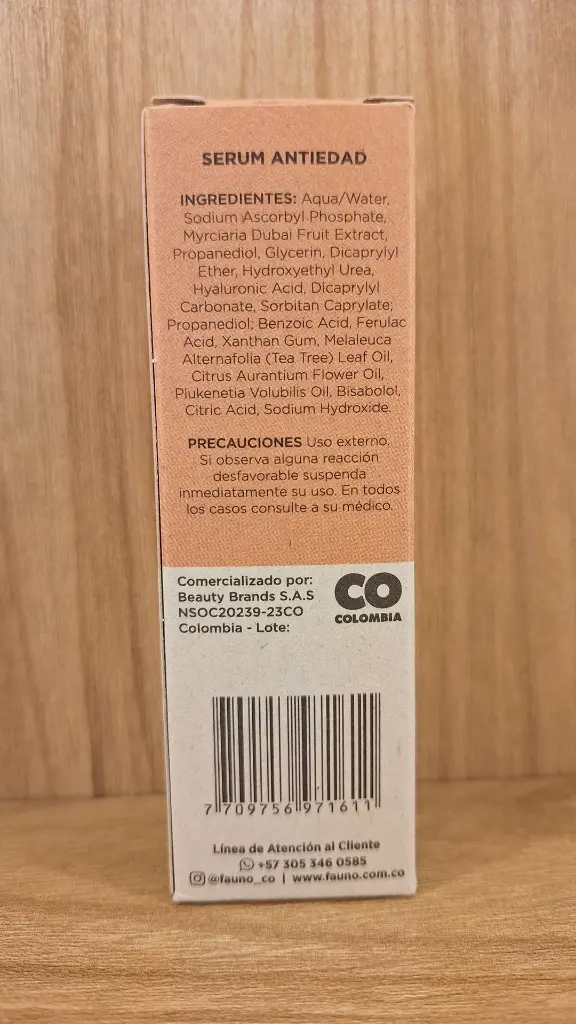 SERUM ANTIEDAD
INGREDIENTES: Aqua/Water,
Sodium Ascorbyl Phosphate,
Myrciaria Dubai Fruit Extract,
Propanediol, Glycerin, Dicaprylyl
Ether, Hydroxyethyl Urea,
Hyaluronic Acid, Dicaprylyl
Carbonate, Sorbitan Caprylate;
Propanediol; Benzoic Acid, Ferulac
Acid, Xanthan Gum, Melaleuca
Alternafolia (Tea Tree) Leaf Oil,
Citrus Aurantium Flower Oil,
Plukenetia Volubilis Oil, Bisabolol,
Citric Acid, Sodium Hydroxide.
PRECAUCIONES Uso externo.
Si observa alguna reacción
desfavorable suspenda
inmediatamente su uso. En todos
los casos consulte a su médico.
Comercializado por:
Beauty Brands S.A.S
NSOC20239-23CO
Colombia - Lote:
CO
COLOMBIA
7 709756 971611
Línea de Atención al Cliente
+57 305 346 0585
@fauno_co | www.fauno.com.co